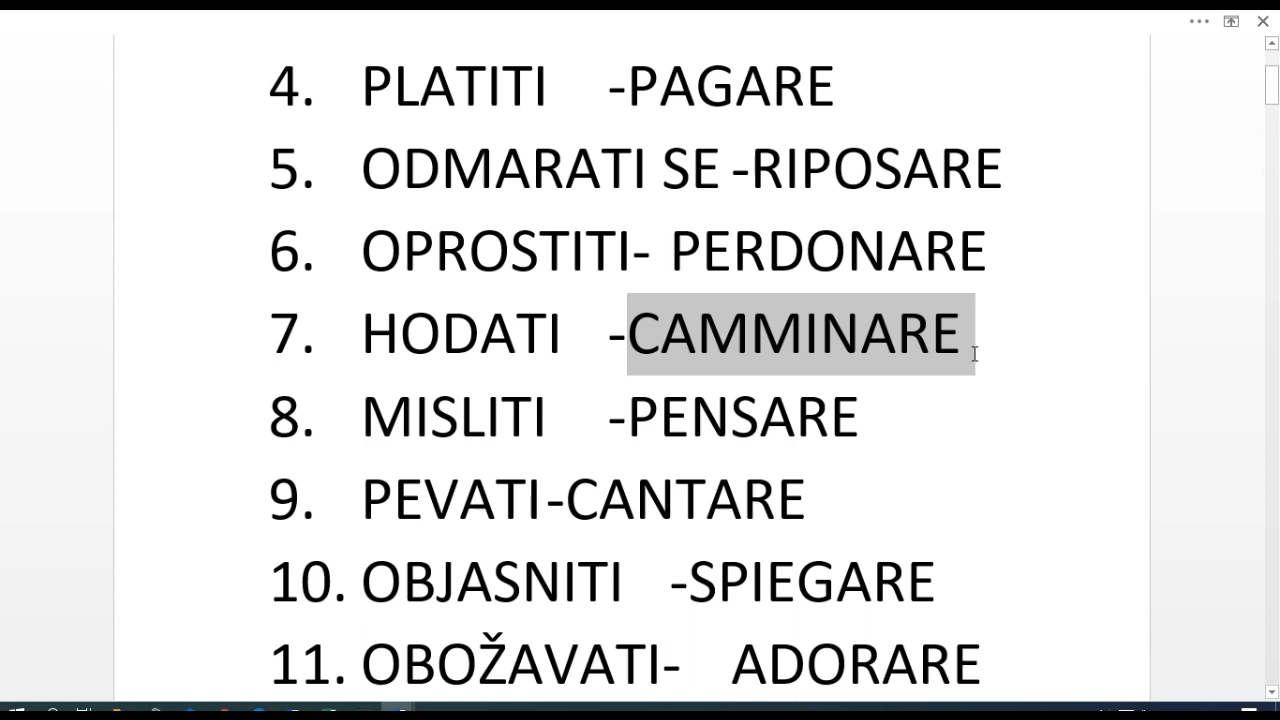 4. PLATITI -PAGARE
5. ODMARATI SE -RIPOSARE
6. OPROSTITI- PERDONARE
7. HODATI -CAMMINARE
8. MISLITI -PENSARE
9. PEVATI-CANTARE
10. OBJASNITI -SPIEGARE
11. OBOŽAVATI- ADORARE